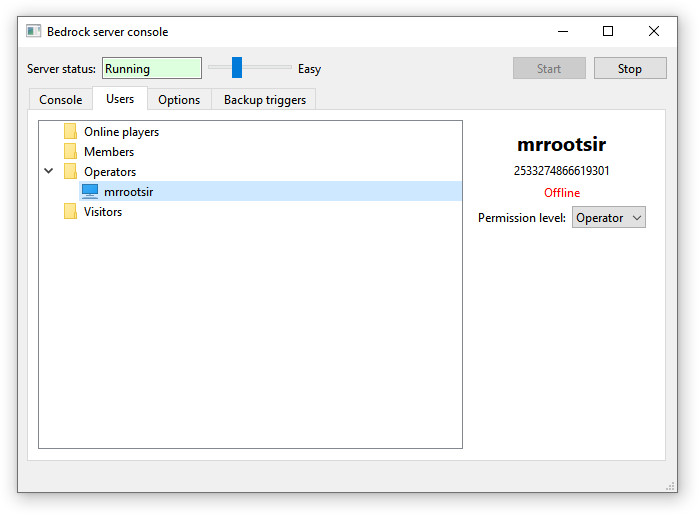 Bedrock server console
Server status: Running Easy Start Stop
Console Users Options Backup triggers
Online players
Members
Operators
mrrootsir
Visitors
mrrootsir
2533274866619301
Offline
Permission level: Operator